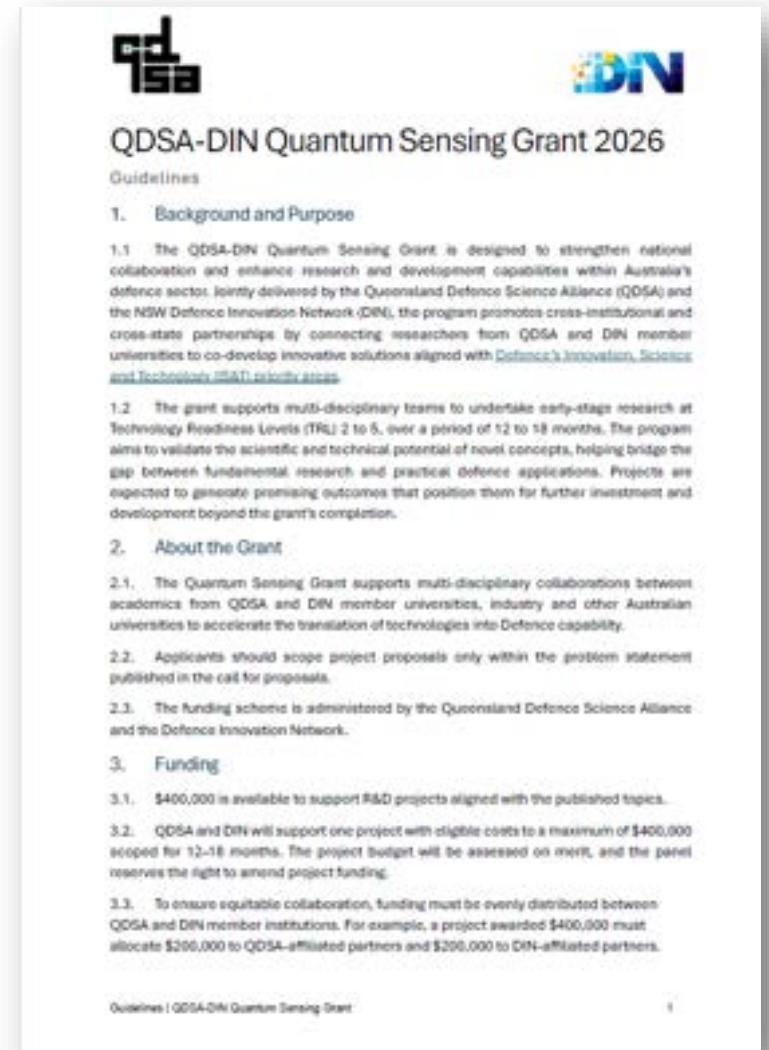 qd
sa
DIN
QDSA-DIN Quantum Sensing Grant 2026
Guidelines
1. Background and Purpose
1.1 The QDSA-DIN Quantum Sensing Grant is designed to strengthen national
collaboration and enhance research and development capabilities within Australia's
defence sector. Jointly delivered by the Queensland Defence Science Alliance (QDSA) and
the NSW Defence Innovation Network (DIN), the program promotes cross-institutional and
cross-state partnerships by connecting researchers from QDSA and DIN member
universities to co-develop innovative solutions aligned with Defence's Innovation, Science
and Technology (IS&T) priority areas.
1.2 The grant supports multi-disciplinary teams to undertake early-stage research at
Technology Readiness Levels (TRL) 2 to 5, over a period of 12 to 18 months. The program
aims to validate the scientific and technical potential of novel concepts, helping bridge the
gap between fundamental research and practical defence applications. Projects are
expected to generate promising outcomes that position them for further investment and
development beyond the grant's completion.
2. About the Grant
2.1. The Quantum Sensing Grant supports multi-disciplinary collaborations between
academics from QDSA and DIN member universities, industry and other Australian
universities to accelerate the translation of technologies into Defence capability.
2.2. Applicants should scope project proposals only within the problem statement
published in the call for proposals.
2.3. The funding scheme is administered by the Queensland Defence Science Alliance
and the Defence Innovation Network.
3. Funding
3.1. $400,000 is available to support R&D projects aligned with the published topics.
3.2. QDSA and DIN will support one project with eligible costs to a maximum of $400,000
scoped for 12–18 months. The project budget will be assessed on merit, and the panel
reserves the right to amend project funding.
3.3. To ensure equitable collaboration, funding must be evenly distributed between
QDSA and DIN member institutions. For example, a project awarded $400,000 must
allocate $200,000 to QDSA-affiliated partners and $200,000 to DIN-affiliated partners.
Guidelines | QDSA-DIN Quantum Sensing Grant 1